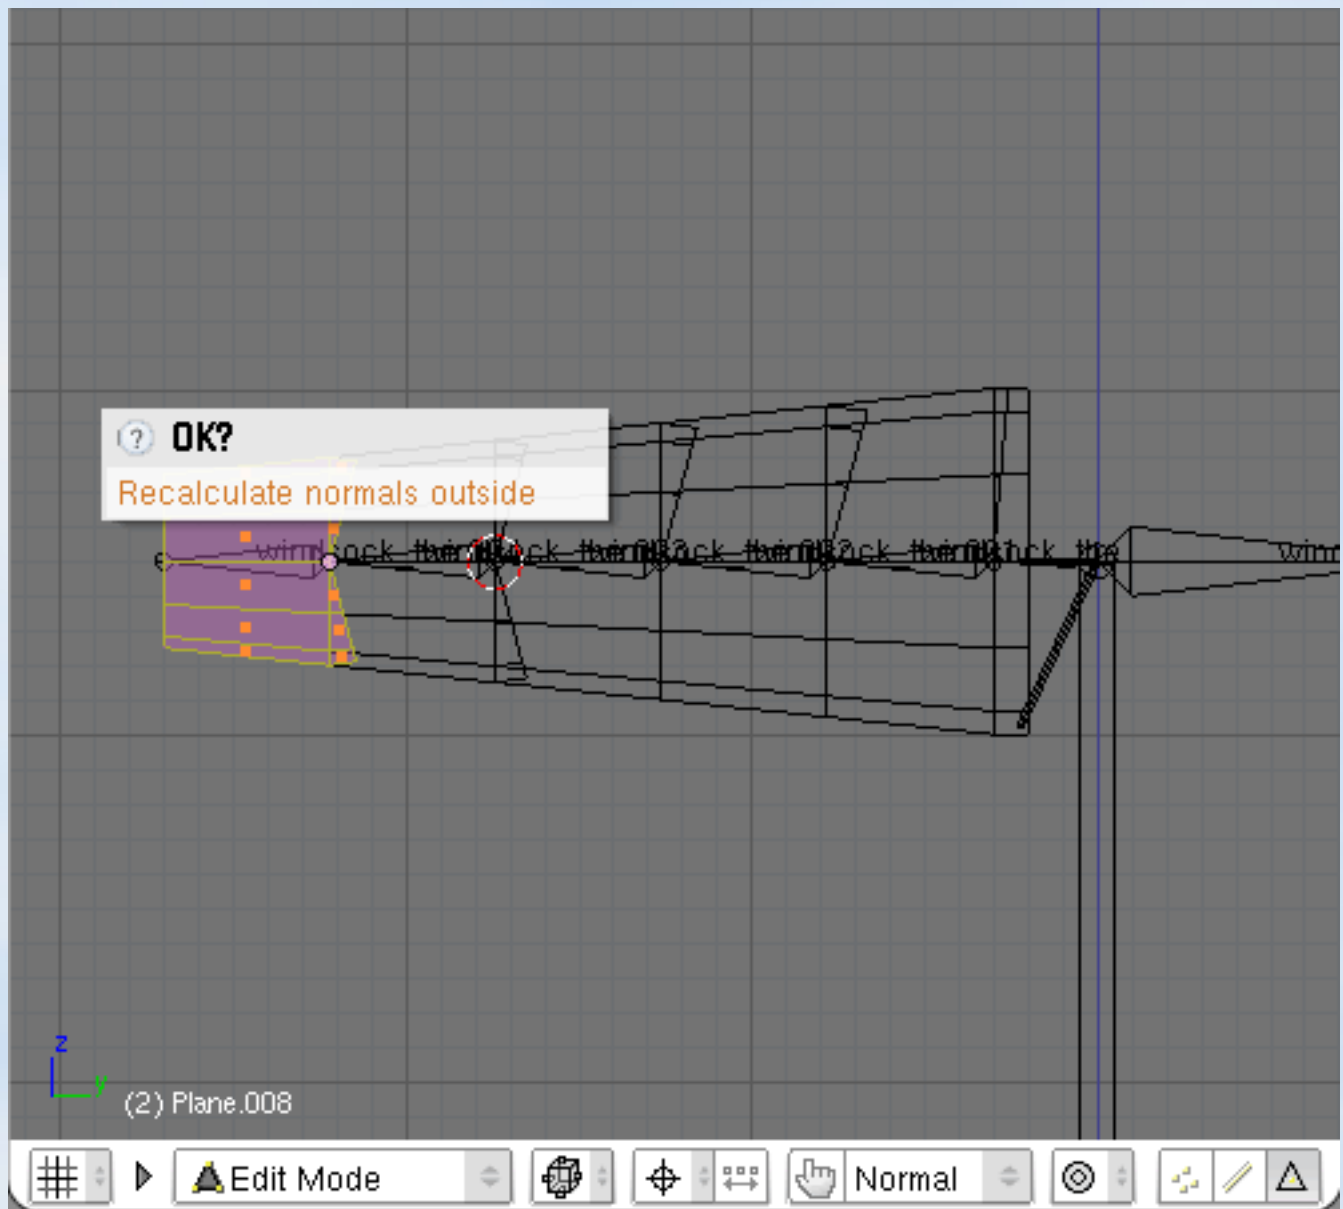 OK?
Recalculate normals outside
z
y
(2) Plane.008
Edit Mode
Normal